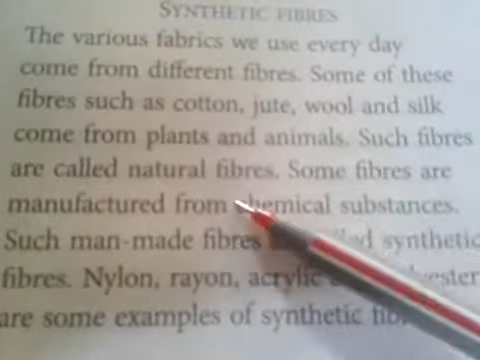 SYNTHETIC FIBRES
The various fabrics we use every day
come from different fibres. Some of these
fibres such as cotton, jute, wool and silk
come from plants and animals. Such fibres
are called natural fibres. Some fibres are
manufactured from chemical substances.
Such man-made fibres synthetic
fibres. Nylon, rayon, acrylic
are some examples of synthetic